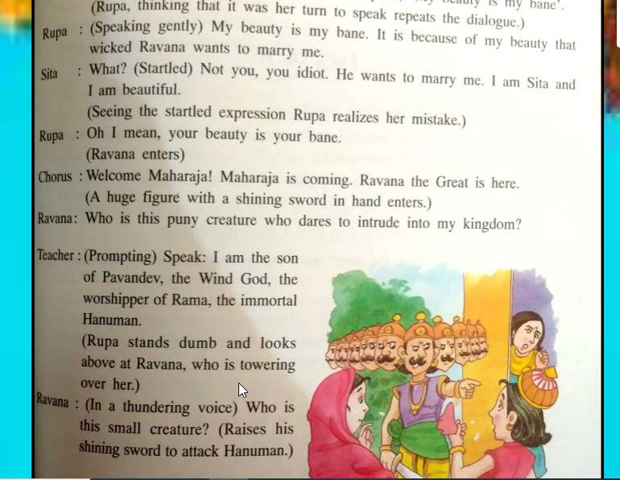 beauty is my bane'.
(Rupa, thinking that it was her turn to speak repeats the dialogue.)
Rupa : (Speaking gently) My beauty is my bane. It is because of my beauty that
wicked Ravana wants to marry me.
Sita : What? (Startled) Not you, you idiot. He wants to marry me. I am Sita and
I am beautiful.
(Seeing the startled expression Rupa realizes her mistake.)
Rupa : Oh I mean, your beauty is your bane.
(Ravana enters)
Chorus : Welcome Maharaja! Maharaja is coming. Ravana the Great is here.
(A huge figure with a shining sword in hand enters.)
Ravana: Who is this puny creature who dares to intrude into my kingdom?
Teacher : (Prompting) Speak: I am the son
of Pavandev, the Wind God, the
worshipper of Rama, the immortal
Hanuman.
(Rupa stands dumb and looks
above at Ravana, who is towering
over her.)
Ravana : (In a thundering voice) Who is
this small creature? (Raises his
shining sword to attack Hanuman.)